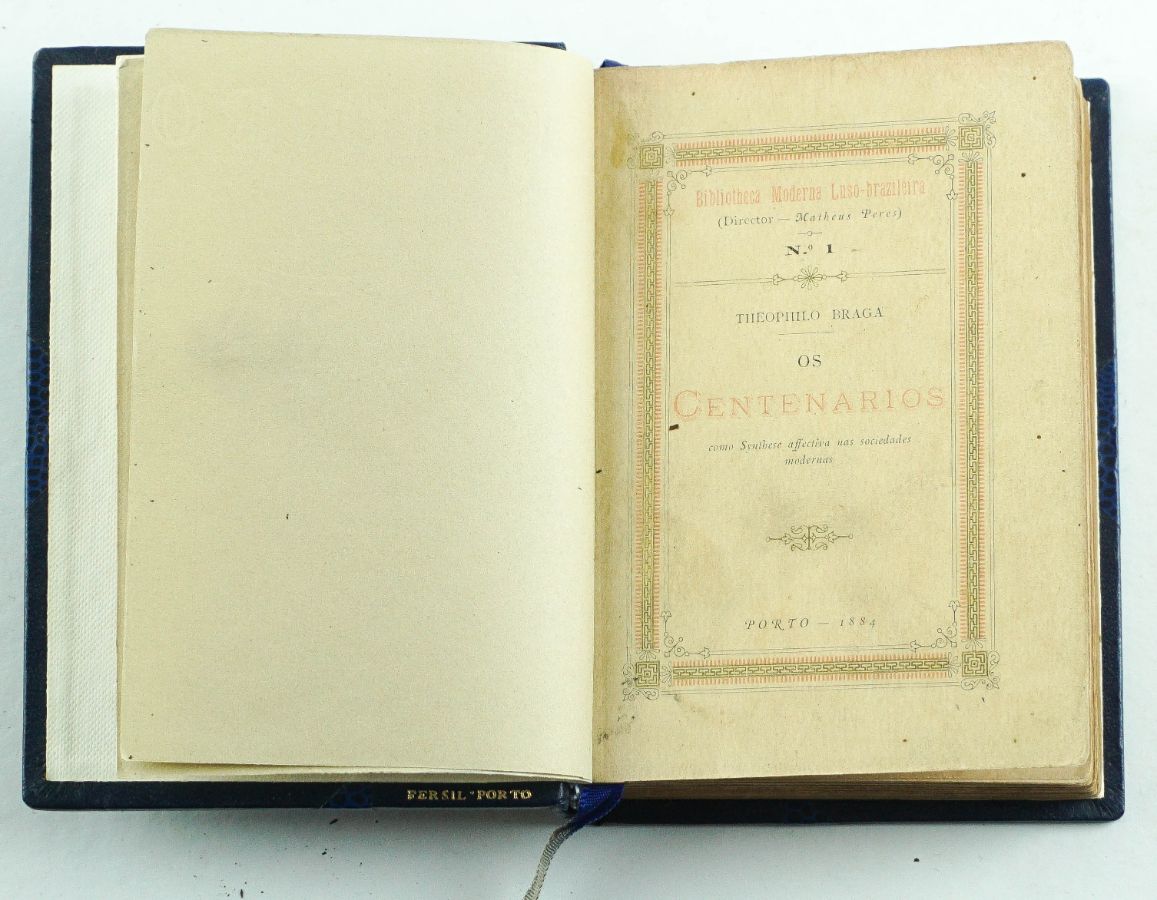 Bibliotheca Moderna Luso-brazileira
(Director — Matheus Peres)
N.º 1
THEOPHILO BRAGA
OS
CENTENARIOS
como Synthese affectiva nas sociedades
modernas
PORTO — 1884
FERSIL-PORTO